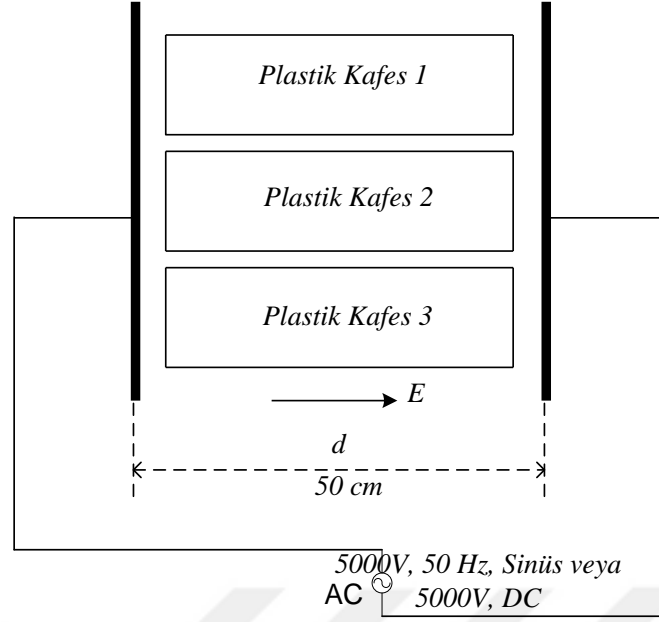 Plastik Kafes 1
Plastik Kafes 2
Plastik Kafes 3
E
d
50 cm
5000V, 50 Hz, Sinüs veya
AC
5000V, DC